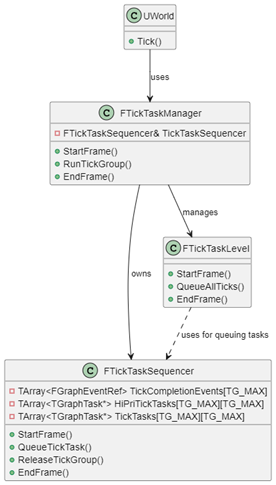 C UWorld
Tick()
uses
C FTickTaskManager
FTickTaskSequencer& TickTaskSequencer
StartFrame()
RunTickGroup()
EndFrame()
manages
C FTickTaskLevel
StartFrame()
QueueAllTicks()
EndFrame()
owns
uses for queuing tasks
C FTickTaskSequencer
TArray<FGraphEventRef> TickCompletionEvents[TG_MAX]
TArray<TGraphTask*> HiPriTickTasks[TG_MAX][TG_MAX]
TArray<TGraphTask*> TickTasks[TG_MAX][TG_MAX]
StartFrame()
QueueTickTask()
ReleaseTickGroup()
EndFrame()